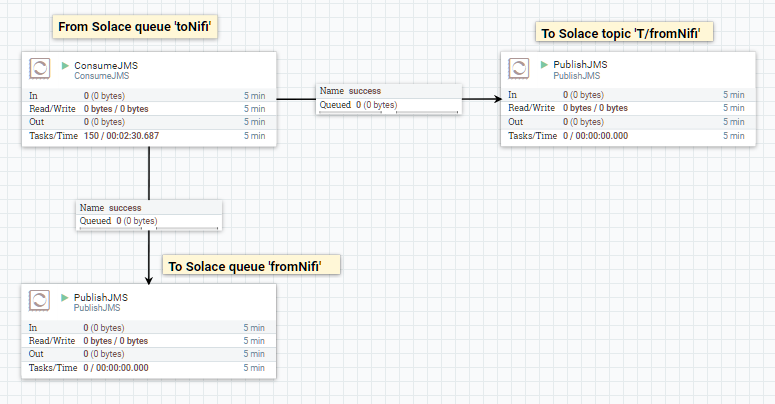 From Solace queue 'toNifi'
ConsumeJMS
ConsumeJMS
In 0 (0 bytes) 5 min
Read/Write 0 bytes / 0 bytes 5 min
Out 0 (0 bytes) 5 min
Tasks/Time 150 / 00:02:30.687 5 min
Name success
Queued 0 (0 bytes)
To Solace topic 'T/fromNifi'
PublishJMS
PublishJMS
In 0 (0 bytes) 5 min
Read/Write 0 bytes / 0 bytes 5 min
Out 0 (0 bytes) 5 min
Tasks/Time 0 / 00:00:00.000 5 min
Name success
Queued 0 (0 bytes)
To Solace queue 'fromNifi'
PublishJMS
PublishJMS
In 0 (0 bytes) 5 min
Read/Write 0 bytes / 0 bytes 5 min
Out 0 (0 bytes) 5 min
Tasks/Time 0 / 00:00:00.000 5 min